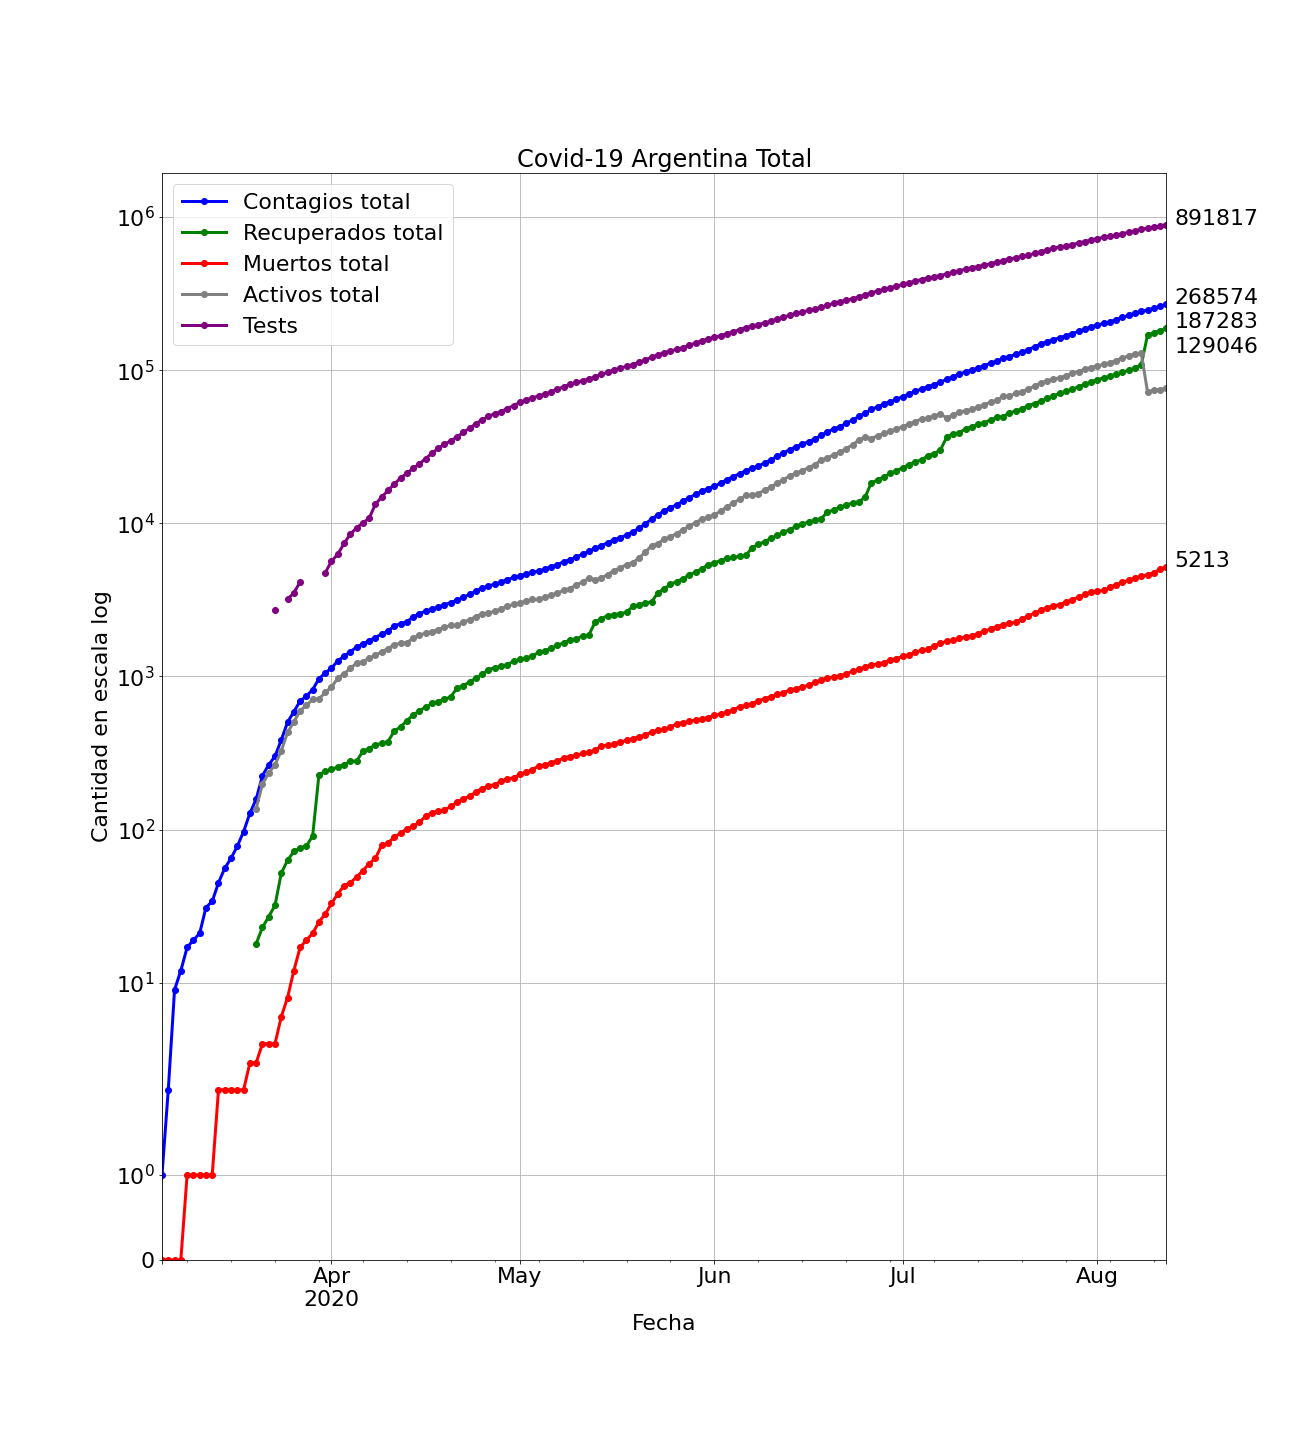 Covid-19 Argentina Total
Contagios total
Recuperados total
Muertos total
Activos total
Tests
10^6
10^5
10^4
10^3
10^2
10^1
10^0
0
Cantidad en escala log
891817
268574
187283
129046
5213
Apr
2020
May
Jun
Jul
Aug
Fecha